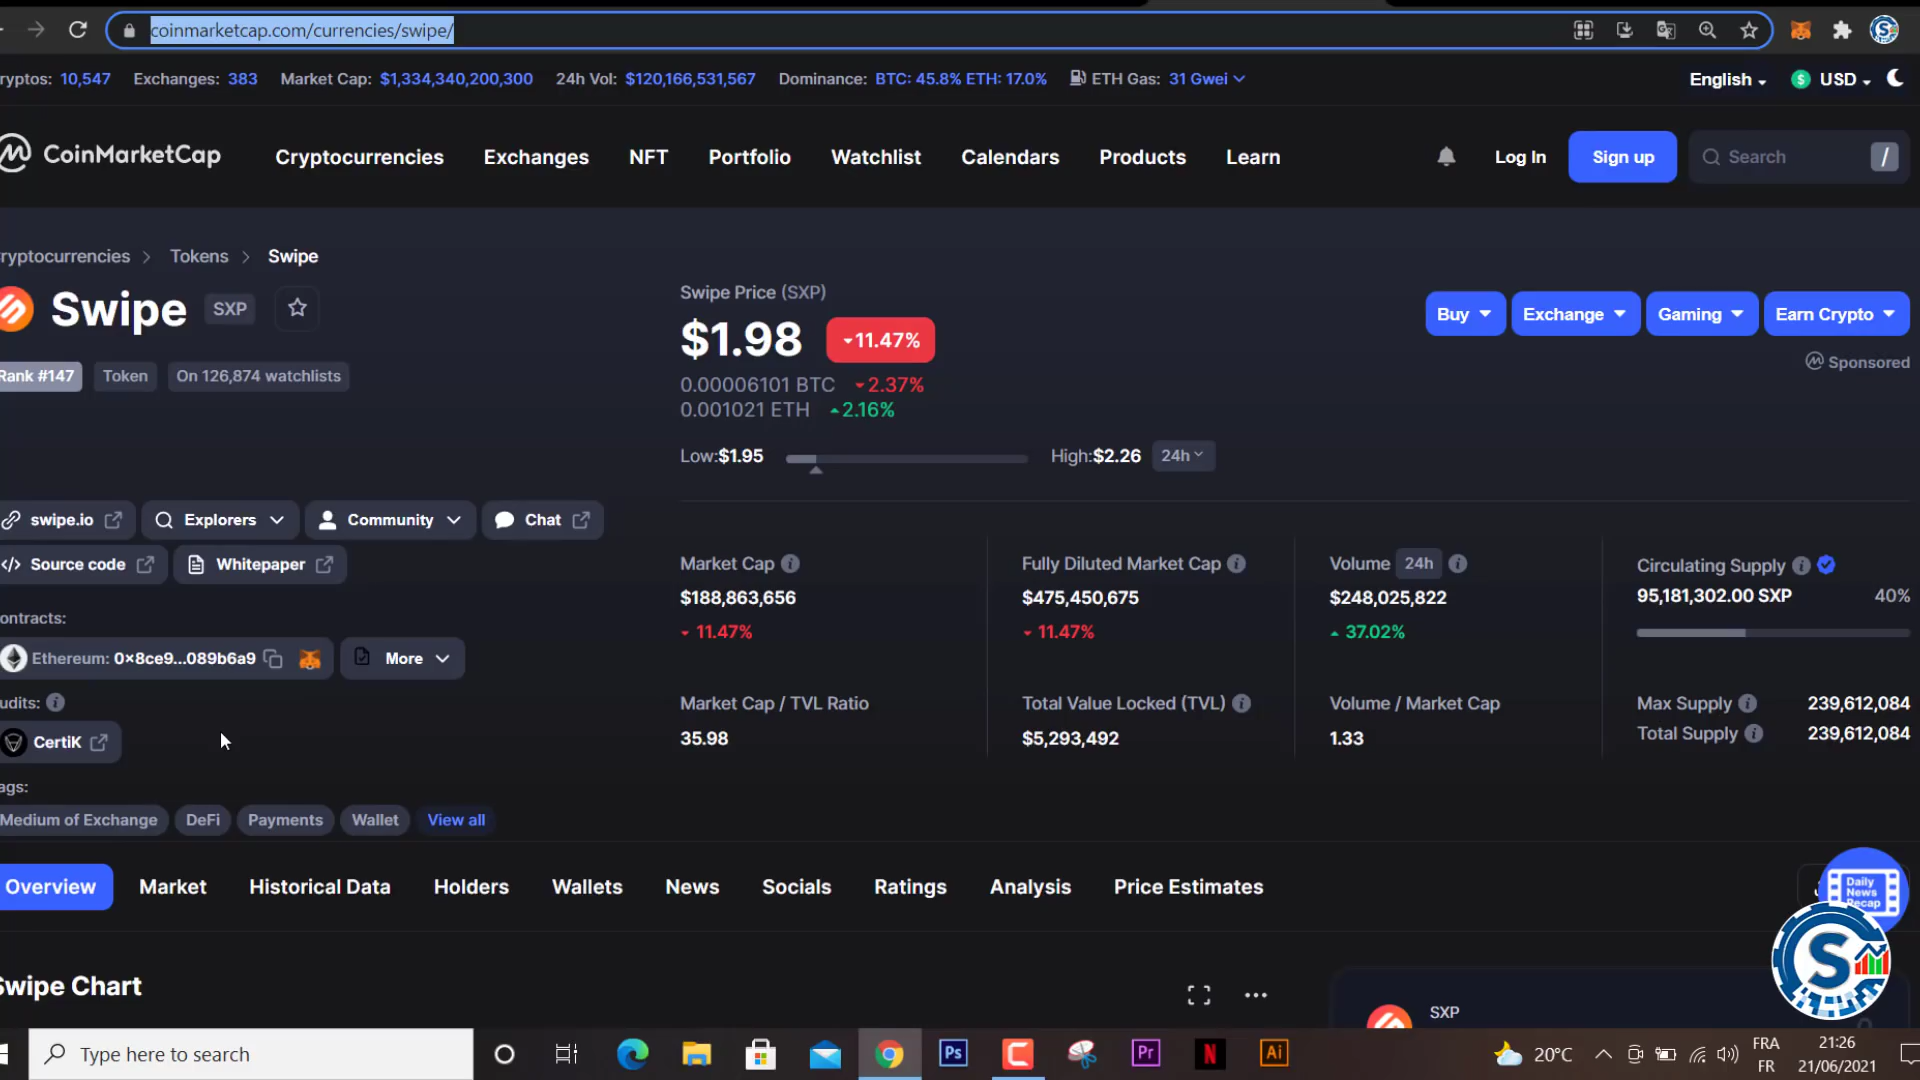 coinmarketcap.com/currencies/swipe/
ryptos: 10,547 Exchanges: 383 Market Cap: $1,334,340,200,300 24h Vol: $120,166,531,567 Dominance: BTC: 45.8% ETH: 17.0% ETH Gas: 31 Gwei English USD
CoinMarketCap Cryptocurrencies Exchanges NFT Portfolio Watchlist Calendars Products Learn Log In Sign up Search /
ryptocurrencies > Tokens > Swipe
Swipe SXP
Rank #147 Token On 126,874 watchlists
Swipe Price (SXP)
$1.98 11.47%
0.00006101 BTC 2.37%
0.001021 ETH 2.16%
Low:$1.95 High:$2.26 24h
Buy Exchange Gaming Earn Crypto
Sponsored
swipe.io Explorers Community Chat
Source code Whitepaper
ontracts:
Ethereum: 0x8ce9...089b6a9 More
udits:
CertiK
ags:
Medium of Exchange DeFi Payments Wallet View all
Market Cap
$188,863,656
11.47%
Fully Diluted Market Cap
$475,450,675
11.47%
Volume 24h
$248,025,822
37.02%
Circulating Supply
95,181,302.00 SXP 40%
Market Cap / TVL Ratio
35.98
Total Value Locked (TVL)
$5,293,492
Volume / Market Cap
1.33
Max Supply 239,612,084
Total Supply 239,612,084
Overview Market Historical Data Holders Wallets News Socials Ratings Analysis Price Estimates
Daily
News
Recap
Swipe Chart
SXP
S
Type here to search
Ps Pr N Ai
20°C
FRA
FR
21:26
21/06/2021